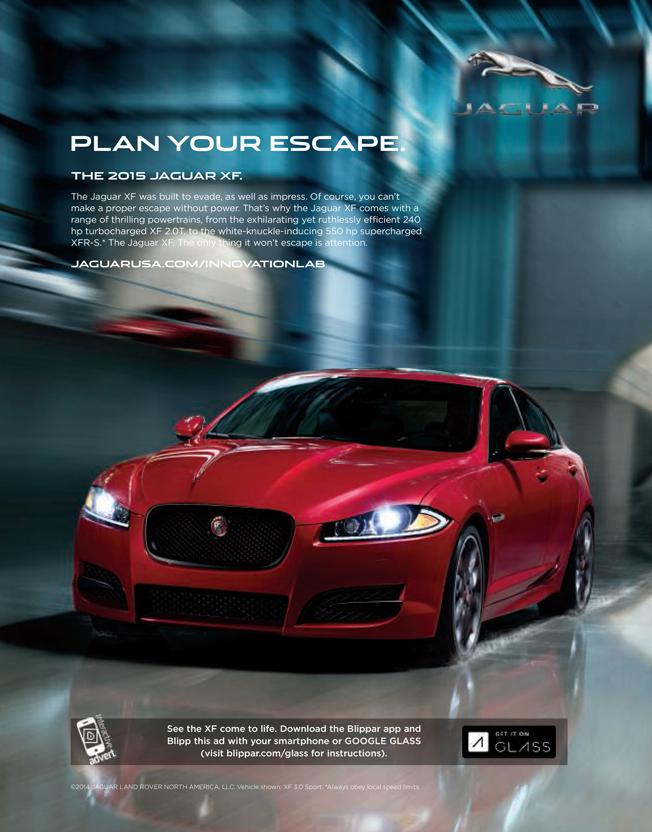 JAGUAR
PLAN YOUR ESCAPE.
THE 2015 JAGUAR XF.
The Jaguar XF was built to evade, as well as impress. Of course, you can't
make a proper escape without power. That's why the Jaguar XF comes with a
range of thrilling powertrains, from the exhilarating yet ruthlessly efficient 240
hp turbocharged XF 2.0T, to the white-knuckle-inducing 550 hp supercharged
XFR-S.* The Jaguar XF. The only thing it won't escape is attention.
JAGUARUSA.COM/INNOVATIONLAB
interactive
advert
See the XF come to life. Download the Blippar app and
Blipp this ad with your smartphone or GOOGLE GLASS
(visit blippar.com/glass for instructions).
GET IT ON
GLASS
©2014 JAGUAR LAND ROVER NORTH AMERICA, LLC. Vehicle shown: XF 3.0 Sport. *Always obey local speed limits.